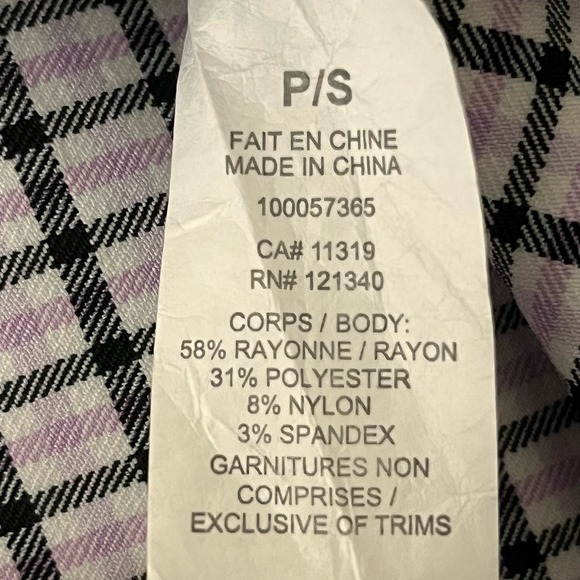 P/S
FAIT EN CHINE
MADE IN CHINA
100057365
CA# 11319
RN# 121340
CORPS / BODY:
58% RAYONNE / RAYON
31% POLYESTER
8% NYLON
3% SPANDEX
GARNITURES NON
COMPRISES /
EXCLUSIVE OF TRIMS